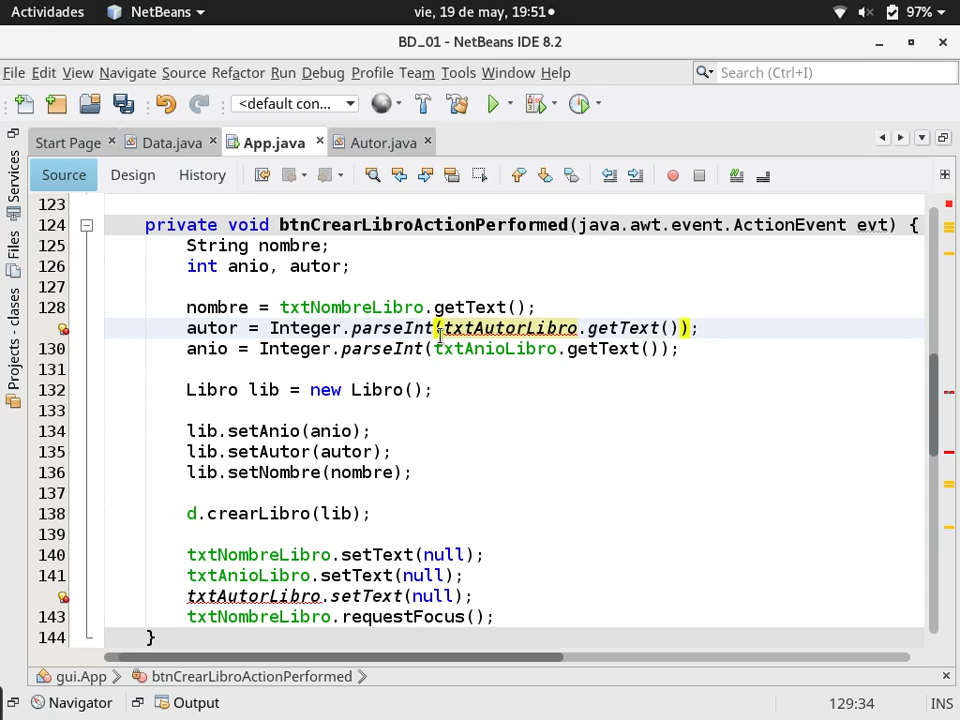 Actividades NetBeans vie, 19 de may, 19:51 97%
BD_01 - NetBeans IDE 8.2
File Edit View Navigate Source Refactor Run Debug Profile Team Tools Window Help Search (Ctrl+I)
<default con...
Start Page Data.java App.java Autor.java
Source Design History
Services
Files
Projects - clases
123
124 private void btnCrearLibroActionPerformed(java.awt.event.ActionEvent evt) {
125 String nombre;
126 int anio, autor;
127
128 nombre = txtNombreLibro.getText();
autor = Integer.parseInt(txtAutorLibro.getText());
130 anio = Integer.parseInt(txtAnioLibro.getText());
131
132 Libro lib = new Libro();
133
134 lib.setAnio(anio);
135 lib.setAutor(autor);
136 lib.setNombre(nombre);
137
138 d.crearLibro(lib);
139
140 txtNombreLibro.setText(null);
141 txtAnioLibro.setText(null);
txtAutorLibro.setText(null);
143 txtNombreLibro.requestFocus();
144 }
gui.App btnCrearLibroActionPerformed
Navigator Output 129:34 INS